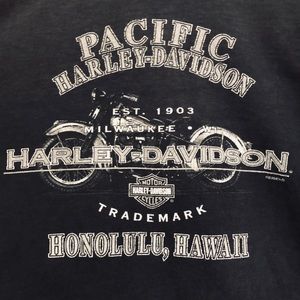 PACIFIC
HARLEY-DAVIDSON
EST. 1903
MILWAUKEE •
HARLEY-DAVIDSON
MOTOR
HARLEY-DAVIDSON
CYCLES
TRADEMARK
HONOLULU, HAWAII